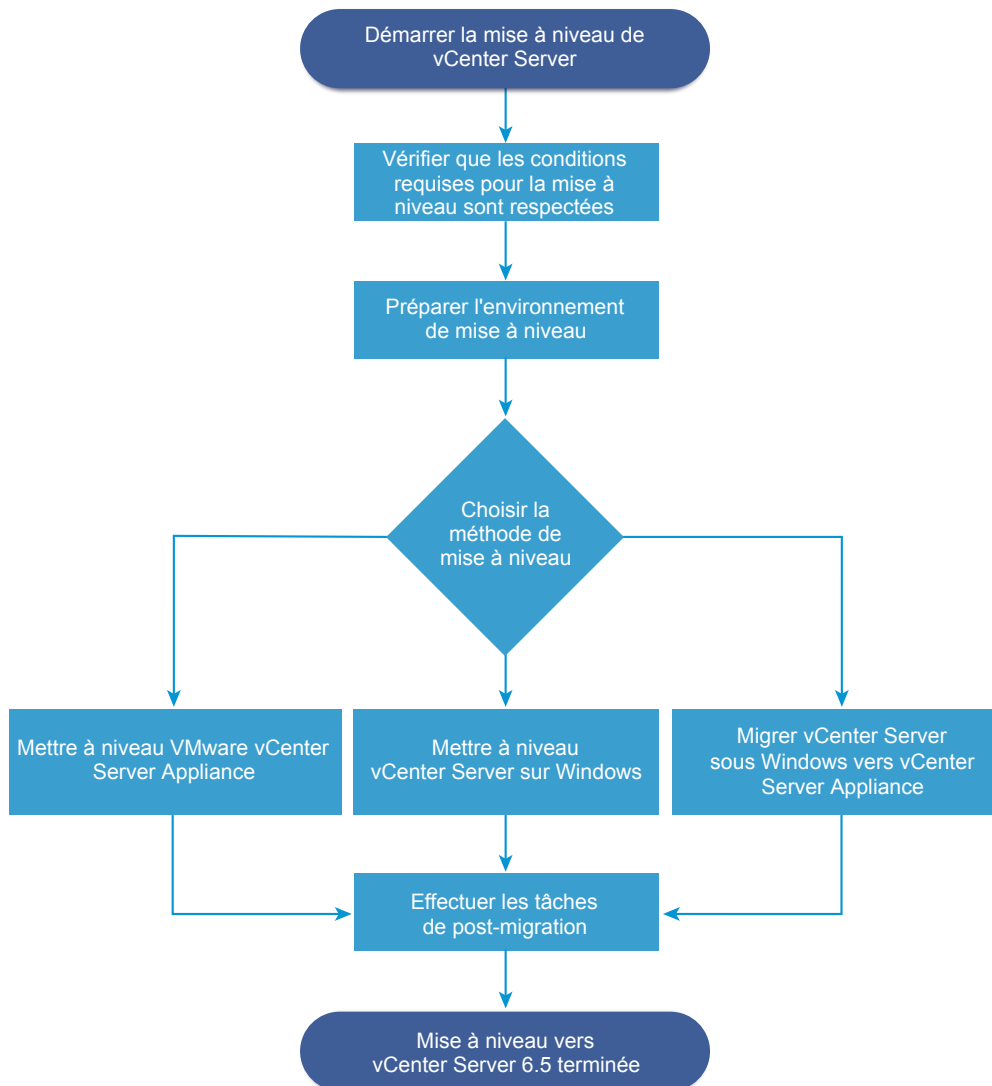 Démarrer la mise à niveau de
vCenter Server
Vérifier que les conditions
requises pour la mise à
niveau sont respectées
Préparer l'environnement
de mise à niveau
Choisir la
méthode de
mise à niveau
Mettre à niveau VMware vCenter
Server Appliance
Mettre à niveau
vCenter Server sur Windows
Migrer vCenter Server
sous Windows vers vCenter
Server Appliance
Effectuer les tâches
de post-migration
Mise à niveau vers
vCenter Server 6.5 terminée